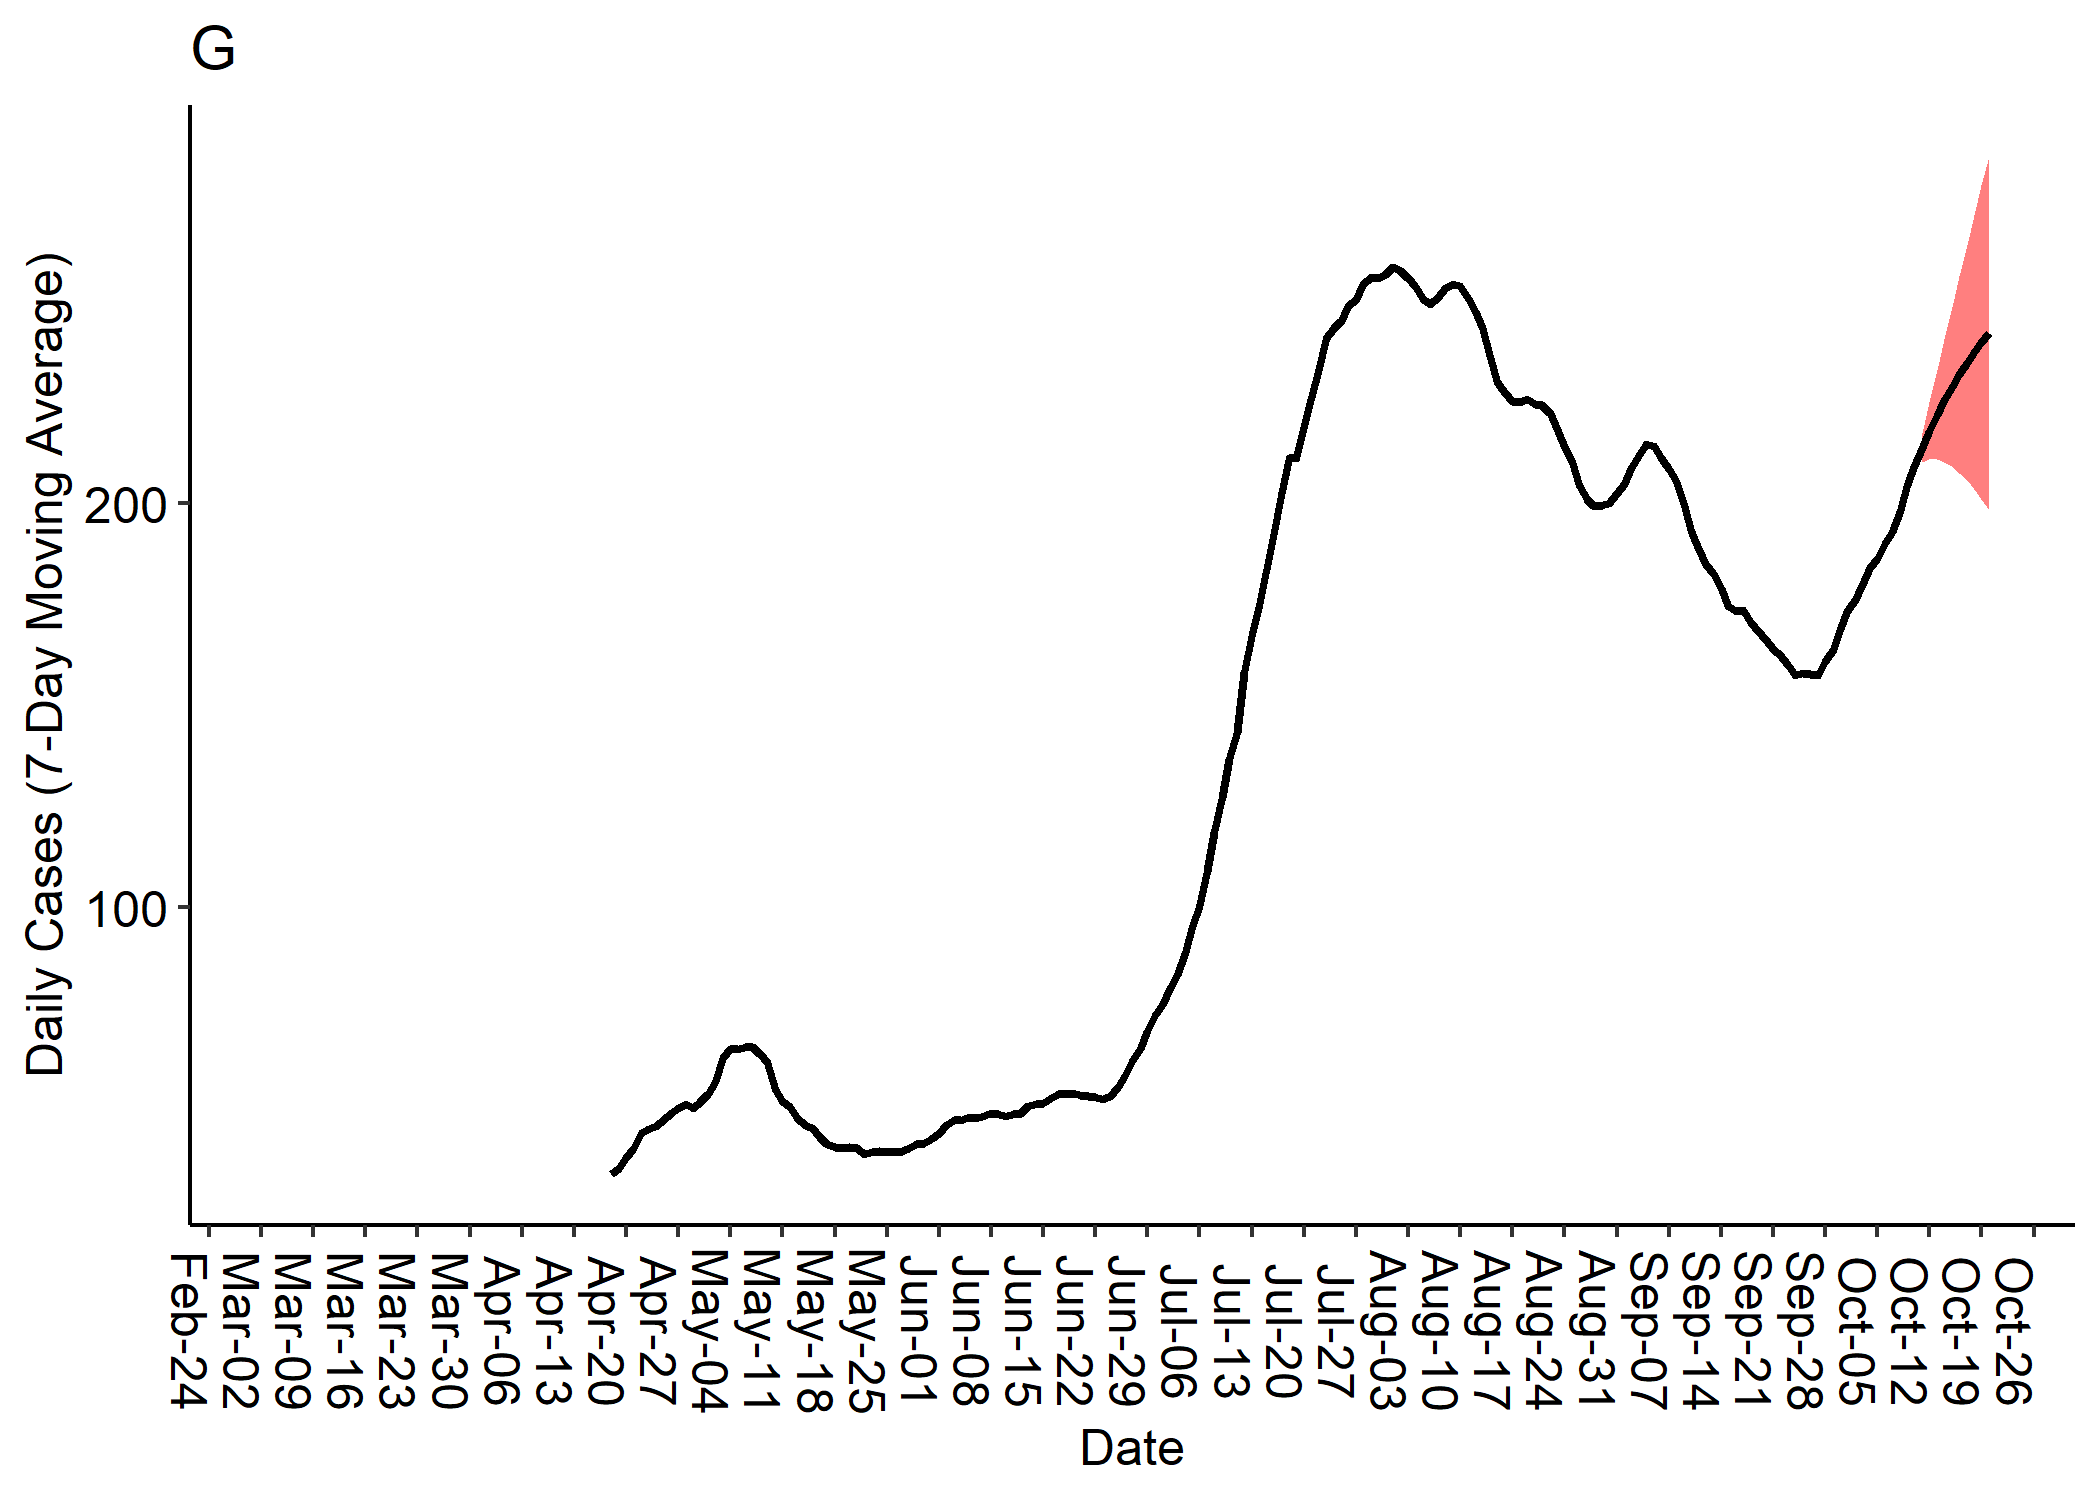 G
Daily Cases (7-Day Moving Average)
200
100
Feb-24
Mar-02
Mar-09
Mar-16
Mar-23
Mar-30
Apr-06
Apr-13
Apr-20
Apr-27
May-04
May-11
May-18
May-25
Jun-01
Jun-08
Jun-15
Jun-22
Jun-29
Jul-06
Jul-13
Jul-20
Jul-27
Aug-03
Aug-10
Aug-17
Aug-24
Aug-31
Sep-07
Sep-14
Sep-21
Sep-28
Oct-05
Oct-12
Oct-19
Oct-26
Date